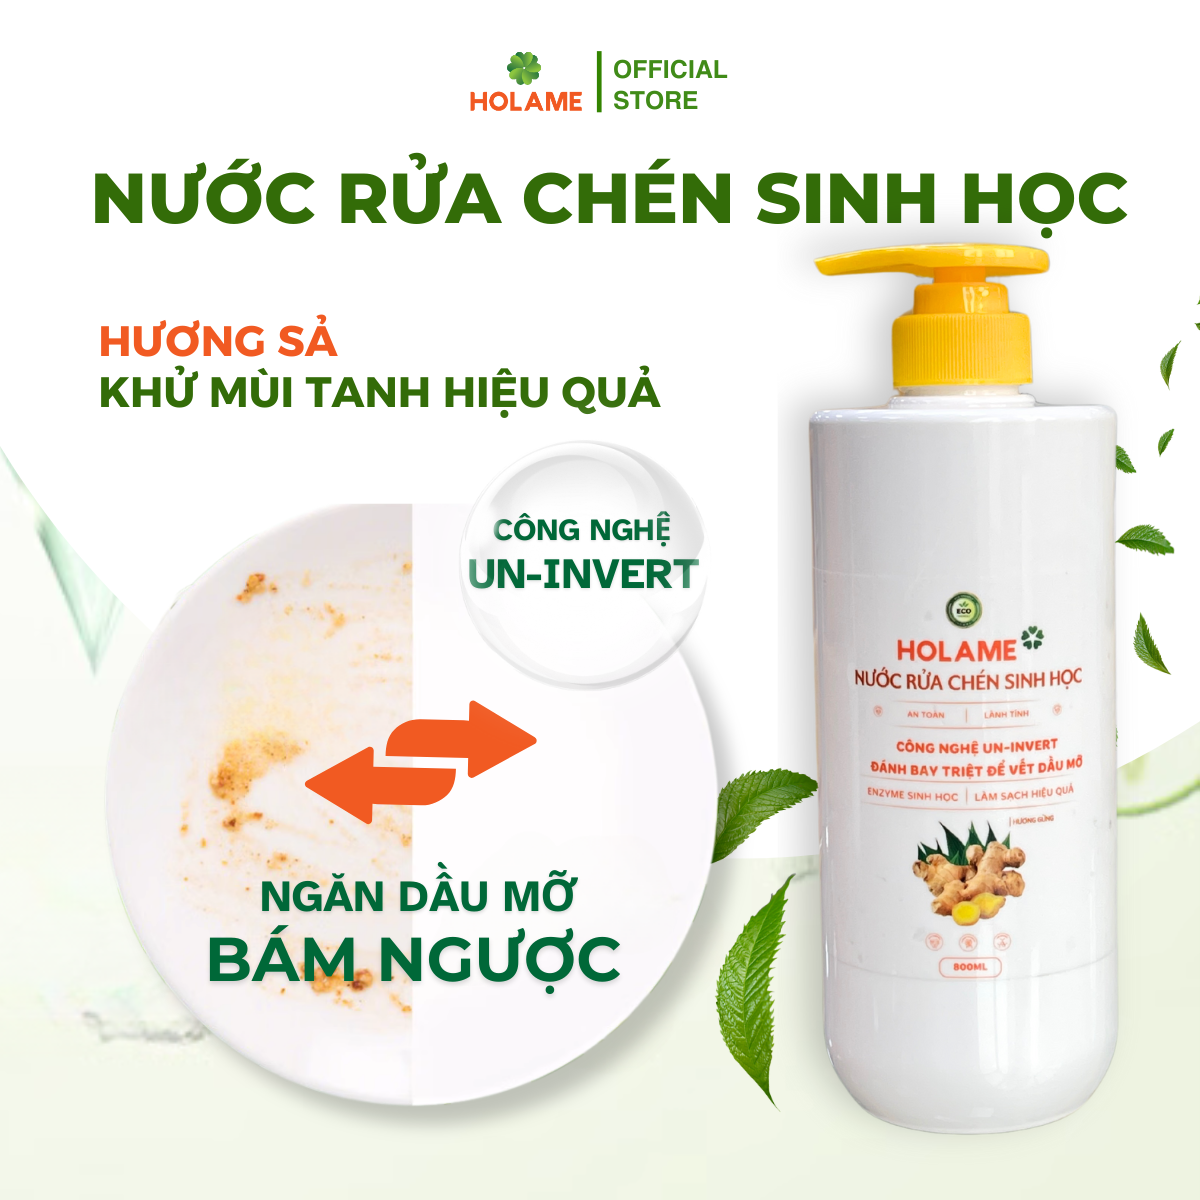 HOLAME
OFFICIAL
STORE
NƯỚC RỬA CHÉN SINH HỌC
HƯƠNG SẢ
KHỬ MÙI TANH HIỆU QUẢ
CÔNG NGHỆ
UN-INVERT
NGĂN DẦU MỠ
BÁM NGƯỢC
ECO
HOLAME
NƯỚC RỬA CHÉN SINH HỌC
AN TOÀN | LÀNH TÍNH
CÔNG NGHỆ UN-INVERT
ĐÁNH BAY TRIỆT ĐỂ VẾT DẦU MỠ
ENZYME SINH HỌC | LÀM SẠCH HIỆU QUẢ
HƯƠNG GỪNG
800ML